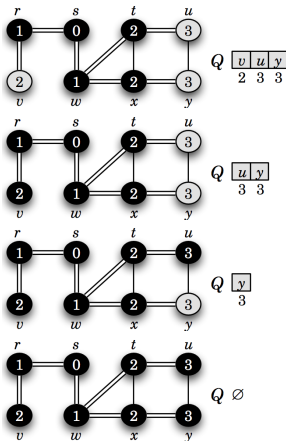 r s t u
1 0 2 3
Q v u y
2 3 3
2 1 2 3
v w x y
r s t u
1 0 2 3
Q u y
3 3
2 1 2 3
v w x y
r s t u
1 0 2 3
Q y
3
2 1 2 3
v w x y
r s t u
1 0 2 3
Q ∅
2 1 2 3
v w x y